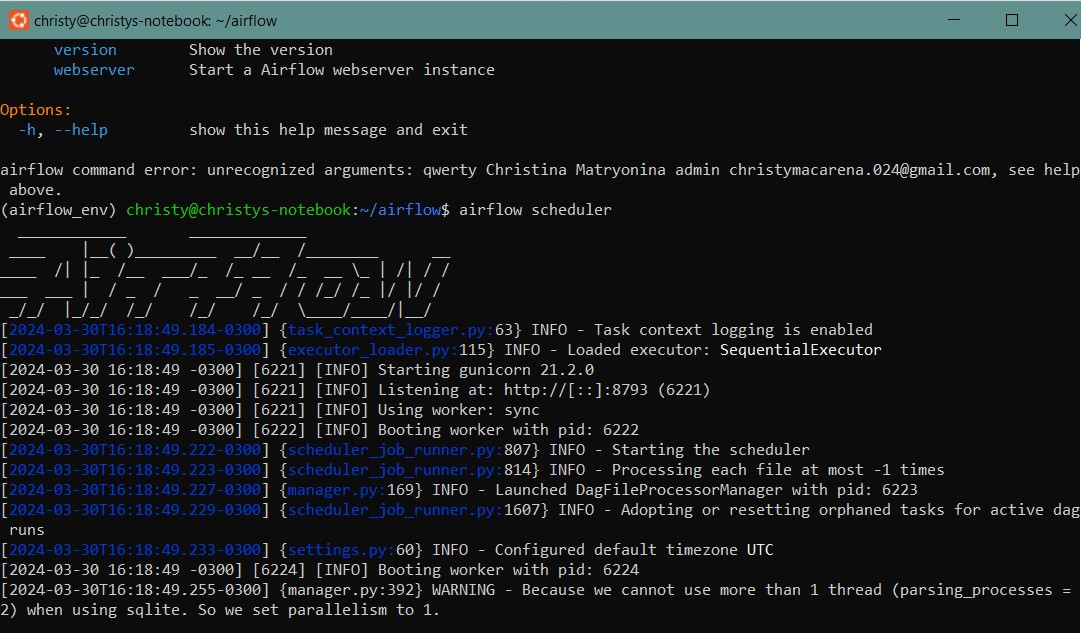 christy@christys-notebook: ~/airflow
version Show the version
webserver Start a Airflow webserver instance
Options:
-h, --help show this help message and exit
airflow command error: unrecognized arguments: qwerty Christina Matryonina admin christymacarena.024@gmail.com, see help
above.
(airflow_env) christy@christys-notebook:~/airflow$ airflow scheduler
[2024-03-30T16:18:49.184-0300] {task_context_logger.py:63} INFO - Task context logging is enabled
[2024-03-30T16:18:49.185-0300] {executor_loader.py:115} INFO - Loaded executor: SequentialExecutor
[2024-03-30 16:18:49 -0300] [6221] [INFO] Starting gunicorn 21.2.0
[2024-03-30 16:18:49 -0300] [6221] [INFO] Listening at: http://[::]:8793 (6221)
[2024-03-30 16:18:49 -0300] [6221] [INFO] Using worker: sync
[2024-03-30 16:18:49 -0300] [6222] [INFO] Booting worker with pid: 6222
[2024-03-30T16:18:49.222-0300] {scheduler_job_runner.py:807} INFO - Starting the scheduler
[2024-03-30T16:18:49.223-0300] {scheduler_job_runner.py:814} INFO - Processing each file at most -1 times
[2024-03-30T16:18:49.227-0300] {manager.py:169} INFO - Launched DagFileProcessorManager with pid: 6223
[2024-03-30T16:18:49.229-0300] {scheduler_job_runner.py:1607} INFO - Adopting or resetting orphaned tasks for active dag
runs
[2024-03-30T16:18:49.233-0300] {settings.py:60} INFO - Configured default timezone UTC
[2024-03-30 16:18:49 -0300] [6224] [INFO] Booting worker with pid: 6224
[2024-03-30T16:18:49.255-0300] {manager.py:392} WARNING - Because we cannot use more than 1 thread (parsing_processes =
2) when using sqlite. So we set parallelism to 1.